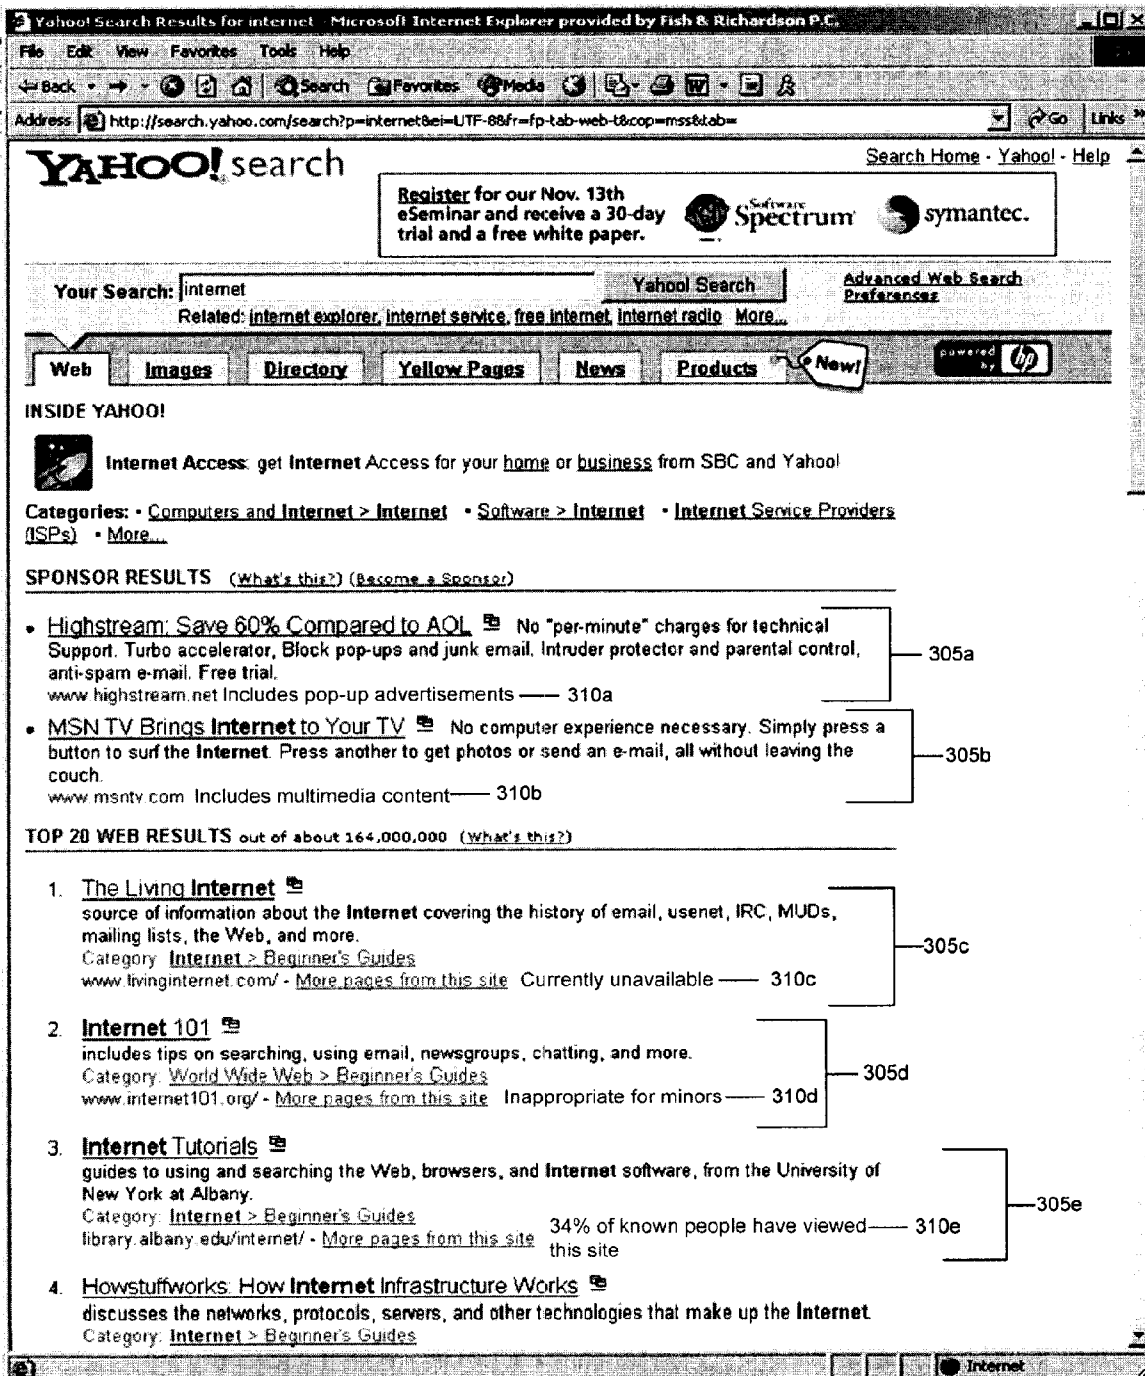 Yahoo! Search Results for internet - Microsoft Internet Explorer provided by Fish & Richardson P.C.
File Edit View Favorites Tools Help
Back Search Favorites Media
Address http://search.yahoo.com/search?p=internet&ei=UTF-8&fr=fp-tab-web-t&cop=mss&tab= Go Links »
YAHOO! search
Search Home - Yahoo! - Help
Register for our Nov. 13th
eSeminar and receive a 30-day
trial and a free white paper.
Software
Spectrum
symantec.
Your Search: internet Yahoo! Search
Advanced Web Search
Preferences
Related: internet explorer, internet service, free internet, internet radio More...
Web Images Directory Yellow Pages News Products New!
powered by hp
INSIDE YAHOO!
Internet Access: get Internet Access for your home or business from SBC and Yahoo!
Categories: • Computers and Internet > Internet • Software > Internet • Internet Service Providers
(ISPs) • More...
SPONSOR RESULTS (What's this?) (Become a Sponsor)
• Highstream: Save 60% Compared to AOL No "per-minute" charges for technical
Support. Turbo accelerator, Block pop-ups and junk email, Intruder protector and parental control,
anti-spam e-mail. Free trial.
www.highstream.net Includes pop-up advertisements 310a
305a
• MSN TV Brings Internet to Your TV No computer experience necessary. Simply press a
button to surf the Internet. Press another to get photos or send an e-mail, all without leaving the
couch.
www.msntv.com Includes multimedia content 310b
305b
TOP 20 WEB RESULTS out of about 164,000,000 (What's this?)
1. The Living Internet
source of information about the Internet covering the history of email, usenet, IRC, MUDs,
mailing lists, the Web, and more.
Category: Internet > Beginner's Guides
www.livinginternet.com/ - More pages from this site Currently unavailable 310c
305c
2. Internet 101
includes tips on searching, using email, newsgroups, chatting, and more.
Category: World Wide Web > Beginner's Guides
www.internet101.org/ - More pages from this site Inappropriate for minors 310d
305d
3. Internet Tutorials
guides to using and searching the Web, browsers, and Internet software, from the University of
New York at Albany.
Category: Internet > Beginner's Guides
library.albany.edu/internet/ - More pages from this site 34% of known people have viewed 310e
this site
305e
4. Howstuffworks: How Internet Infrastructure Works
discusses the networks, protocols, servers, and other technologies that make up the Internet.
Category: Internet > Beginner's Guides
Internet